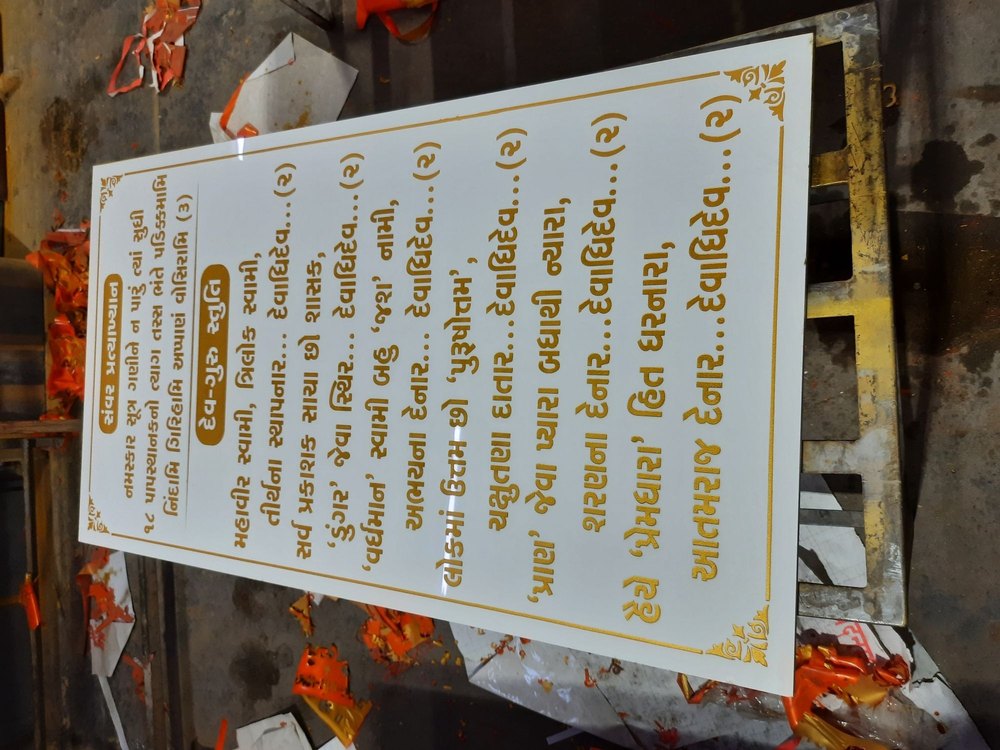 સંવર પ્રત્યાખ્યાન
નમસ્કાર સૂત્ર ગણીને ન પારું ત્યાં સુધી
૧૮ પાપસ્થાનકનો ત્યાગ તસ્સ ભંતે પડિક્કમામિ
નિંદામિ ગિરિહામિ અપ્પાણં વોસિરામિ (૩)
દેવ-ગુરુ સ્તુતિ
મહાવીર સ્વામી, ત્રિલોક સ્વામી,
તીર્થના સ્થાપનાર... દેવાધિદેવ...(૨)
સર્વ પ્રકાશક સાચા છો શાસક,
‘ડુંગર’ જેવા સ્થિર... દેવાધિદેવ...(૨)
‘વર્ધમાન’ સ્વામી બહુ ‘જશ’ નામી,
અભયના દેનાર... દેવાધિદેવ...(૨)
લોકમાં ઉત્તમ છો ‘પુરૂષોત્તમ’,
ચક્ષુતણા દાતાર...દેવાધિદેવ...(૨)
‘પ્રાણ’ જેવા પ્યારા બધાથી ન્યારા,
શરણના દેનાર...દેવાધિદેવ...(૨)
હૈયે ‘પ્રેમધારા’ હિત ધરનારા,
આતમરાજ દેનાર...દેવાધિદેવ...(૨)